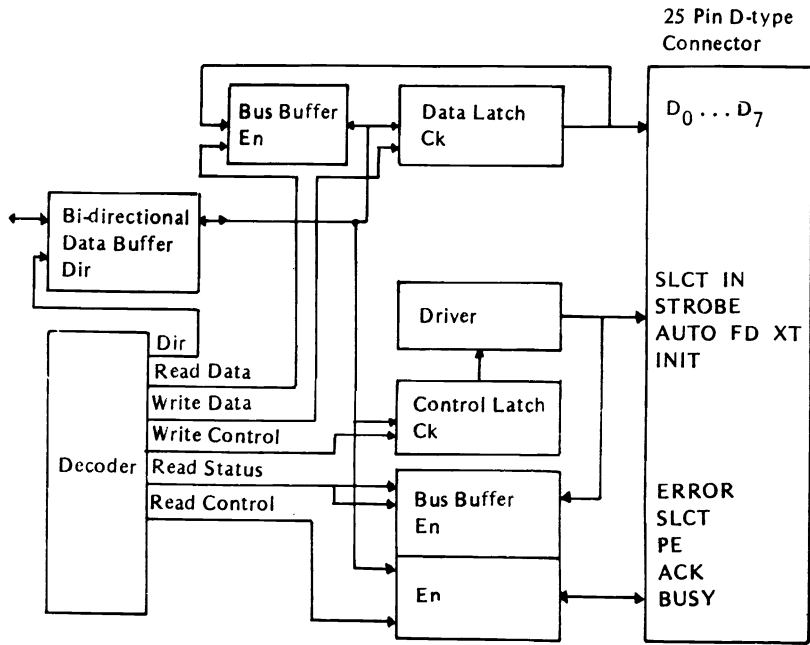 25 Pin D-type
Connector
Bus Buffer
En
Data Latch
Ck
D0 . . . D7
Bi-directional
Data Buffer
Dir
SLCT IN
STROBE
AUTO FD XT
INIT
Driver
Dir
Read Data
Write Data
Write Control
Read Status
Read Control
Decoder
Control Latch
Ck
Bus Buffer
En
En
ERROR
SLCT
PE
ACK
BUSY